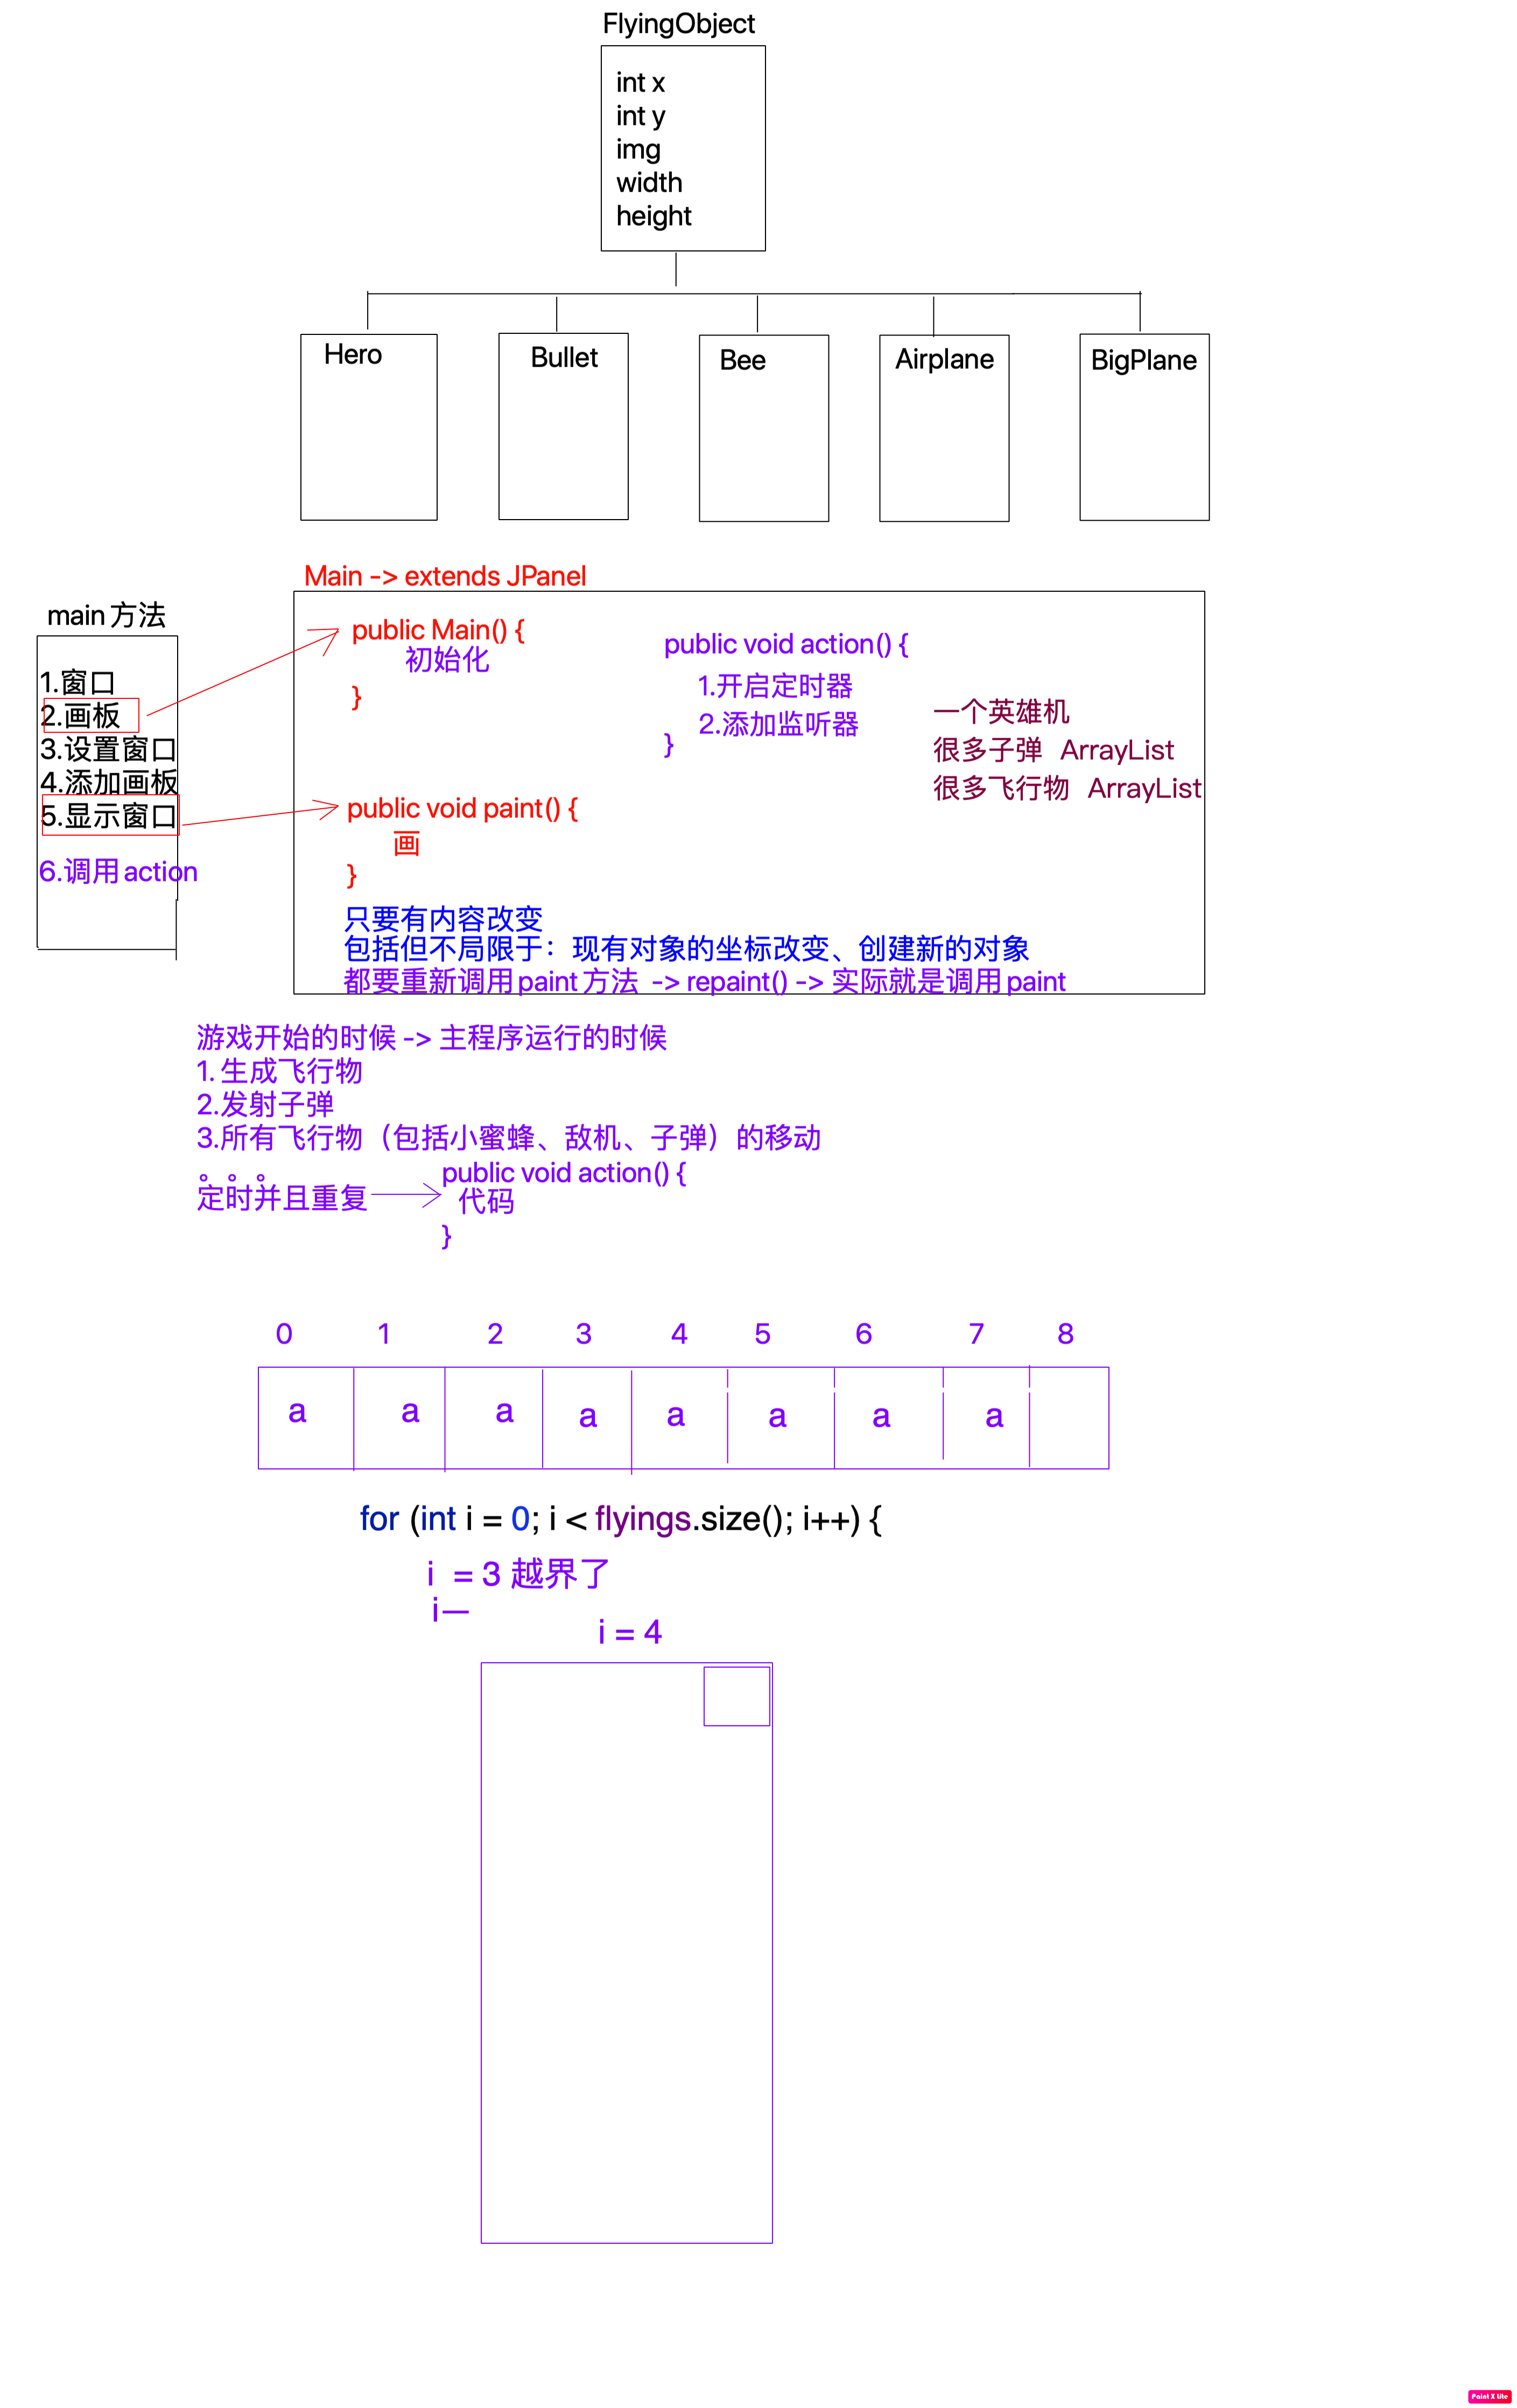 FlyingObject
int x
int y
img
width
height
Hero
Bullet
Bee
Airplane
BigPlane
main 方法
1.窗口
2.画板
3.设置窗口
4.添加画板
5.显示窗口
6.调用 action
Main -> extends JPanel
public Main() {
初始化
}
public void action() {
1.开启定时器
2.添加监听器
}
一个英雄机
很多子弹 ArrayList
很多飞行物 ArrayList
public void paint() {
画
}
只要有内容改变
包括但不局限于：现有对象的坐标改变、创建新的对象
都要重新调用 paint 方法 -> repaint() -> 实际就是调用 paint
游戏开始的时候 -> 主程序运行的时候
1. 生成飞行物
2.发射子弹
3.所有飞行物（包括小蜜蜂、敌机、子弹）的移动
。。。
定时并且重复
public void action() {
代码
}
0 1 2 3 4 5 6 7 8
a a a a a a a a
for (int i = 0; i < flyings.size(); i++) {
i = 3 越界了
i—
i = 4
Paint X Lite